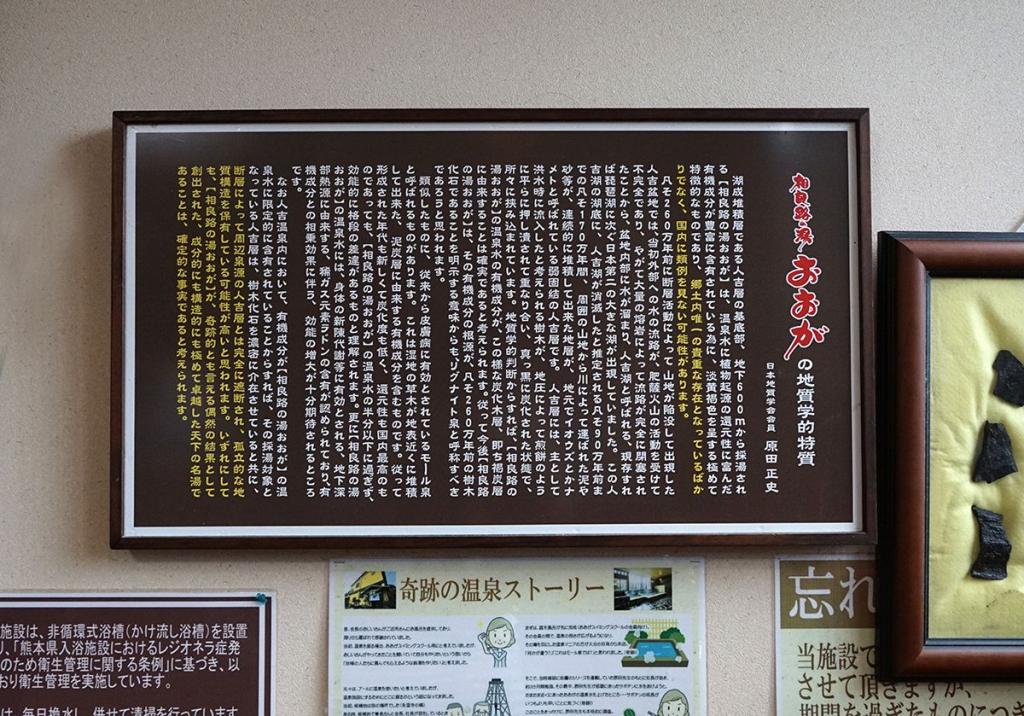 相良路の湯 おおがの地質学的特質
日本地質学会会員 原田 正史
湖成堆積層である人吉層の基底部、地下600mから採湯され
る【相良路の湯おおが】は、温泉水に植物起源の還元性に富んだ
有機成分が豊富に含有されている為に、淡黄褐色を呈する極めて
特徴的なものであり、郷土内唯一の貴重な存在となっているばか
りでなく、国内に類例を見ない可能性があります。
凡そ260万年前に断層活動によって山地が陥没して出現した
人吉盆地では、当初外部への水の流路が、肥薩火山の活動を受けて
不完全であり、やがて大量の溶岩によって流路が完全に閉塞され
たことから、盆地内部に水が溜まり、人吉湖と呼ばれる、現存すれ
ば琵琶湖に次ぐ日本第二の大きな湖が出現していました。この人
吉湖の湖底に、人吉湖が消滅したと推定される凡そ90万年前ま
での凡そ170万年間、周囲の山地から川によって運ばれた泥や
砂等が、連続的に堆積して出来た地層が、地元でイオウズとかナ
メトと呼ばれている弱固結の人吉層です。人吉層には、主として
洪水時に流入したと考えられる樹木が、地圧によって煎餅のよう
に平らに押し潰されて重なり合い、真っ黒に炭化された状態で、
所々に挟み込まれています。地質学的判断からすれば、【相良路の
湯おおが】の温泉水の有機成分が、この様な炭化木層、即ち褐炭層
に由来することは確実であると考えられます。従って今後【相良路
の湯おおが】は、その有機成分の根源が、凡そ260万年前の樹木
化石であることを明示する意味からもリグナイト泉と呼称すべき
であろうと思われます。
類似したものに、従来から皮膚病に有効とされているモール泉
と呼ばれるものがあります。これは湿地の草木が地表近くに堆積
して出来た、泥炭層に由来する有機成分を含むものです。従って
形成された年代も新しくて炭化度も低く、還元性も国内最高のも
のであっても、【相良路の湯おおが】の温泉水の半分以下に過ぎず、
効能的に格段の差違があるものと理解されます。更に【相良路の湯
おおが】の温泉水には、身体の新陳代謝等に有効とされる、地下深
部熱源に由来する、稀ガス元素ラドンの含有が認められており、有
機成分との相乗効果に伴う、効能の増大が十分期待されるところ
です。
なお人吉温泉内において、有機成分が【相良路の湯おおが】の温
泉水に限定的に含有されていることからすれば、その採湯対象と
なっている人吉層は、樹木化石を濃密に介在させていると共に、
断層によって周辺泉源の人吉層とは完全に遮断され、孤立的な地
質構造を保有している可能性が高いと思われます。いずれにして
も、【相良路の湯おおが】が、奇跡的とも言える偶然の結果として
創出された、成分的にも構造的にも極めて卓越した天下の名湯で
あることは、確定的な事実であると考えられます。
施設は、非循環式浴槽(かけ流し浴槽)を設置
り、「熊本県入浴施設におけるレジオネラ症発
のため衛生管理に関する条例」に基づき、以
おり衛生管理を実施しています。
は、毎日換水し、併せて清掃を行っています
奇跡の温泉ストーリー
忘れ
当施設で
させて頂きますが、
期間を過ぎたものにつき